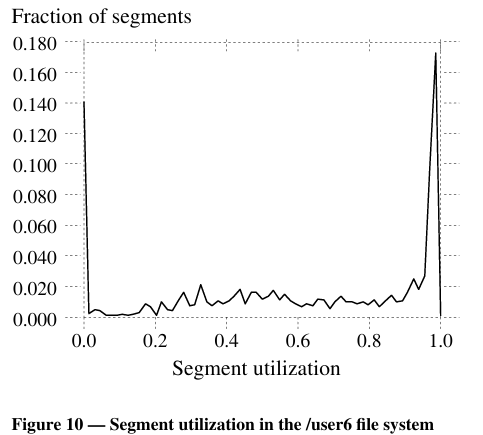 Fraction of segments
0.180
0.160
0.140
0.120
0.100
0.080
0.060
0.040
0.020
0.000
0.0 0.2 0.4 0.6 0.8 1.0
Segment utilization
Figure 10 — Segment utilization in the /user6 file system